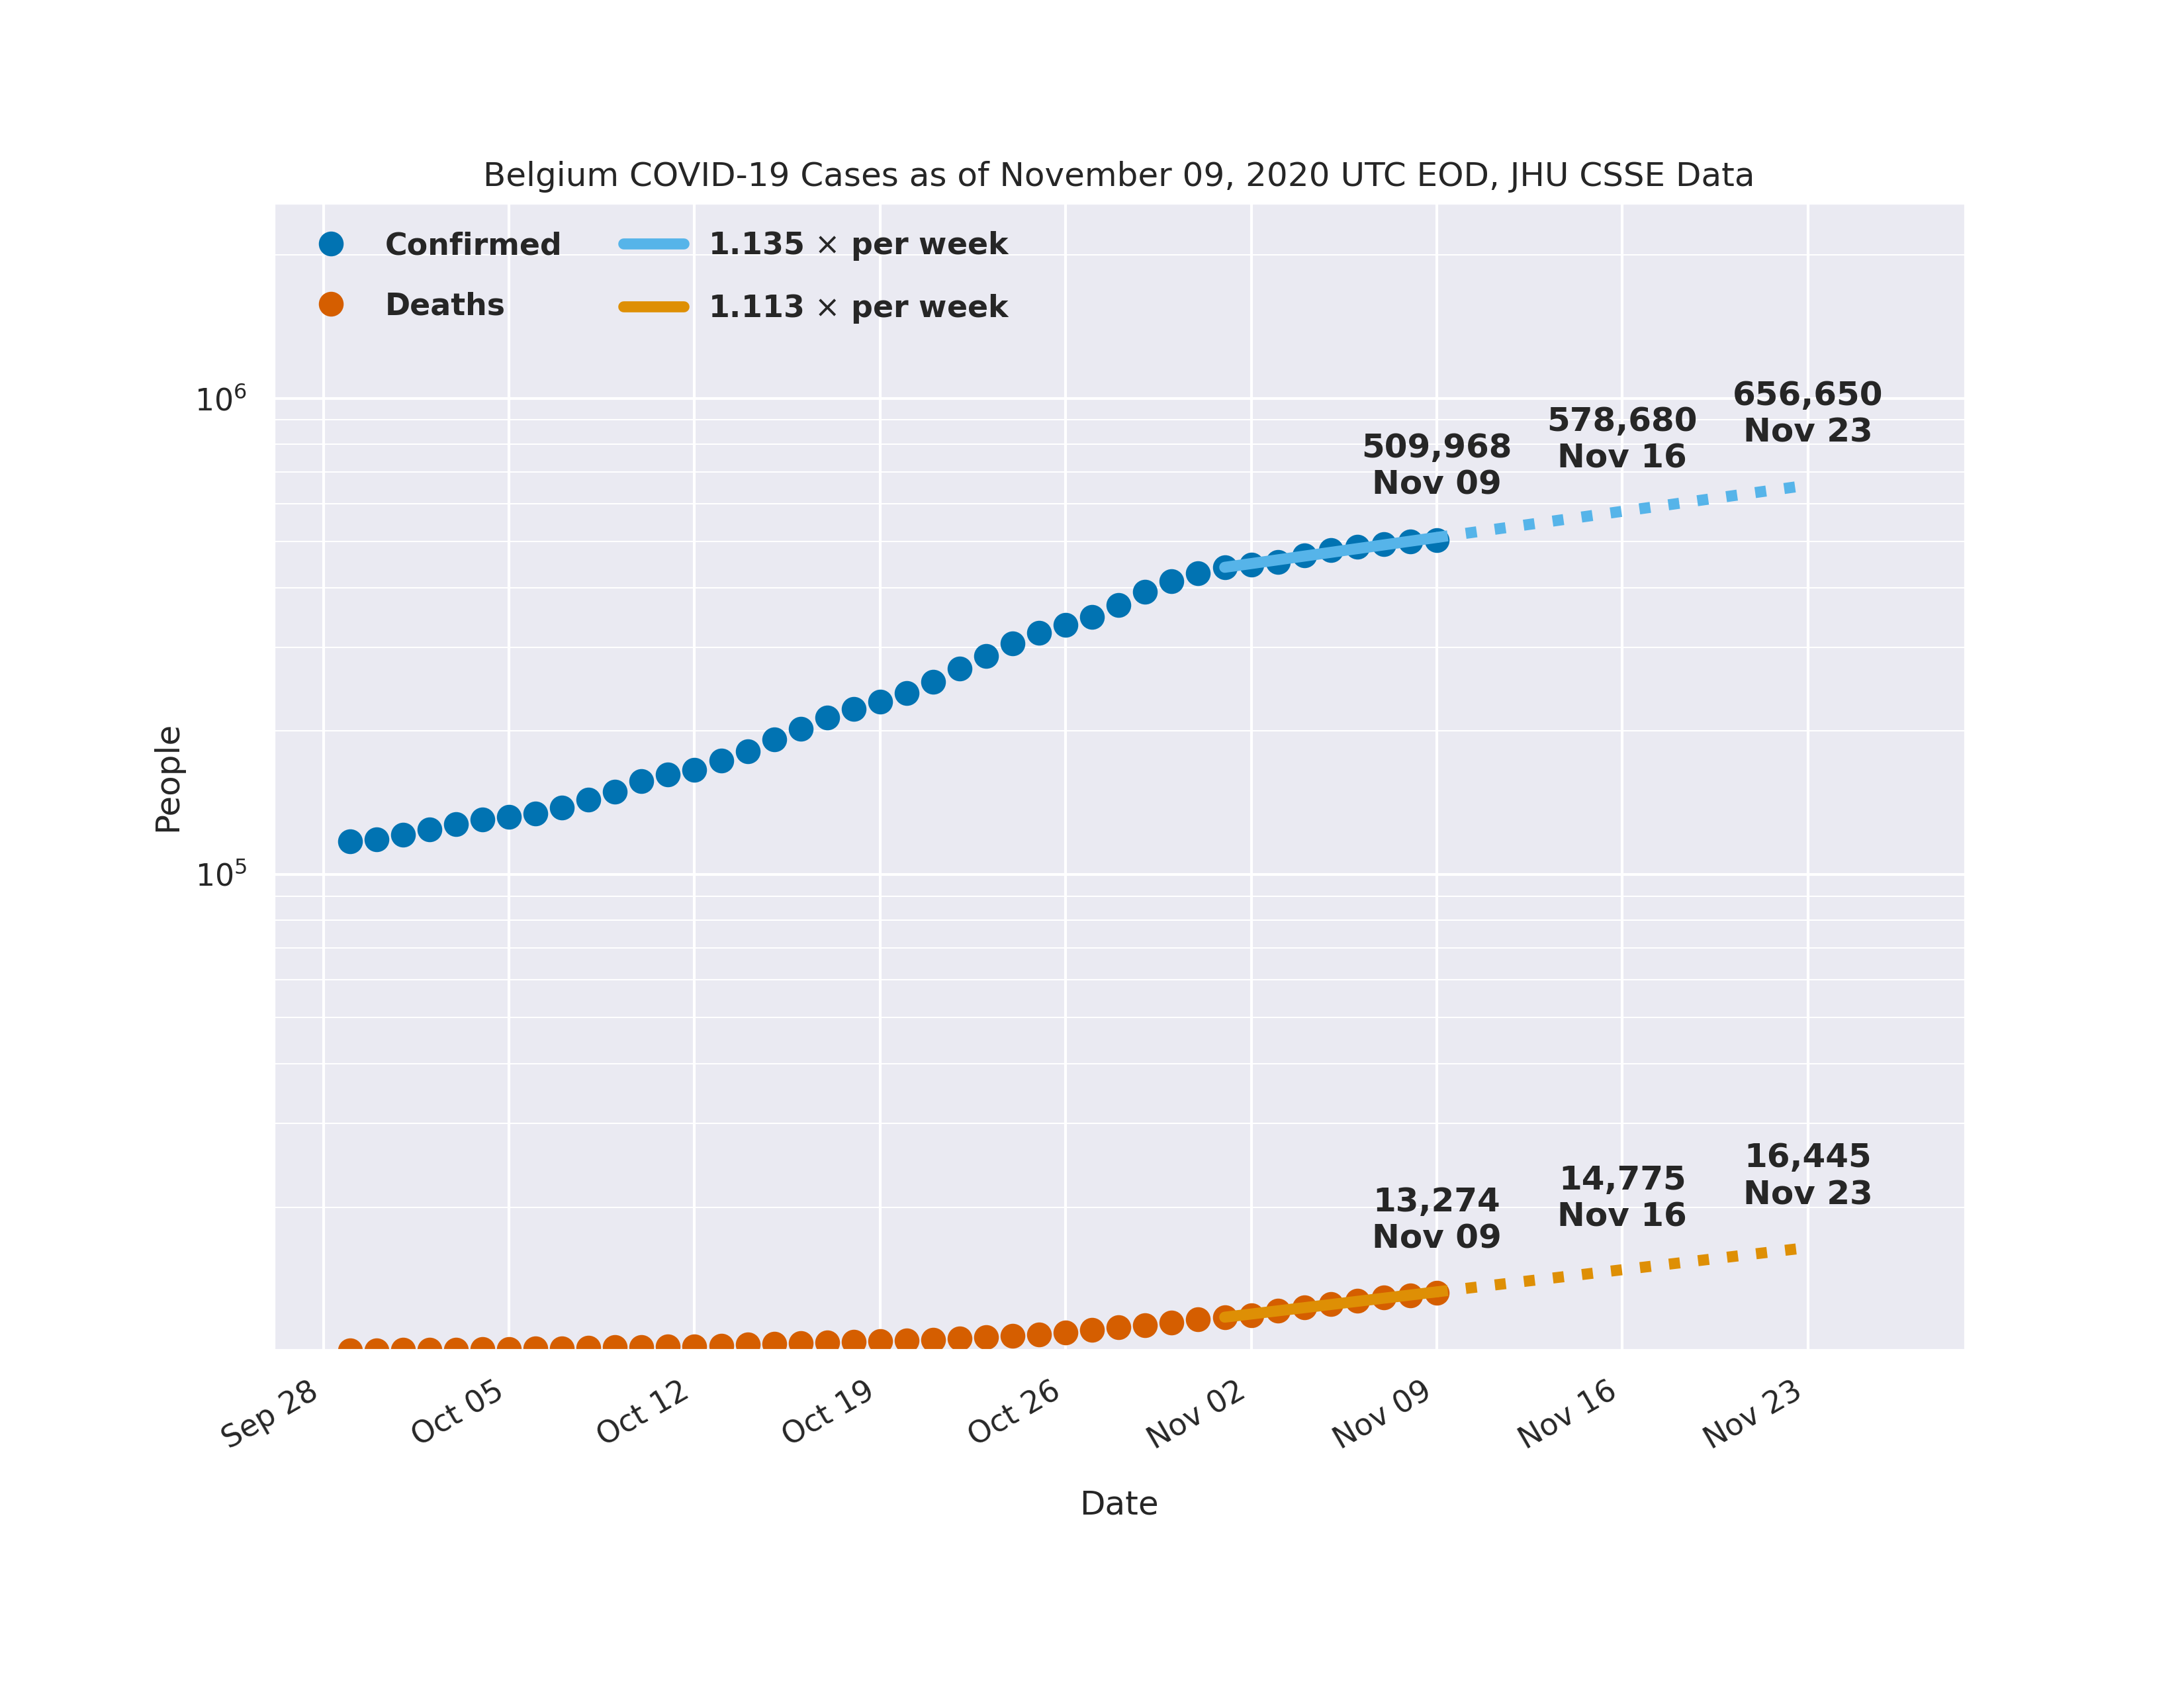 Belgium COVID-19 Cases as of November 09, 2020 UTC EOD, JHU CSSE Data
Confirmed
Deaths
1.135 × per week
1.113 × per week
10⁶
10⁵
People
509,968
Nov 09
578,680
Nov 16
656,650
Nov 23
13,274
Nov 09
14,775
Nov 16
16,445
Nov 23
Sep 28
Oct 05
Oct 12
Oct 19
Oct 26
Nov 02
Nov 09
Nov 16
Nov 23
Date